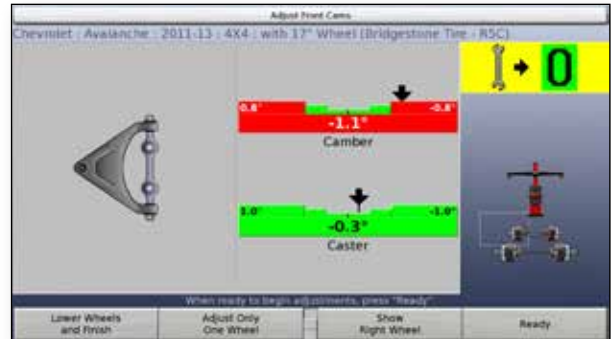 Adjust Front Cams
Chevrolet : Avalanche : 2011-13 : 4X4 : with 17" Wheel (Bridgestone Tire - RSC)
0
0.8° -0.8°
-1.1°
Camber
1.0° -1.0°
-0.3°
Caster
When ready to begin adjustments, press "Ready".
Lower Wheels
and Finish
Adjust Only
One Wheel
Show
Right Wheel
Ready